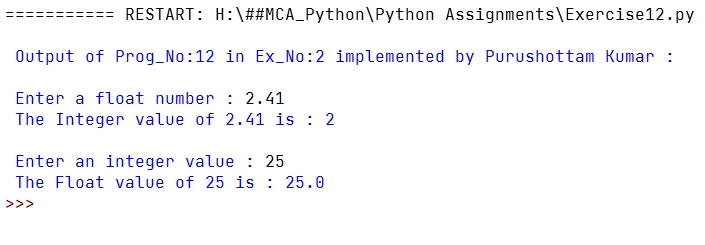 =========== RESTART: H:\##MCA_Python\Python Assignments\Exercise12.py
Output of Prog_No:12 in Ex_No:2 implemented by Purushottam Kumar :
Enter a float number : 2.41
The Integer value of 2.41 is : 2
Enter an integer value : 25
The Float value of 25 is : 25.0
>>>